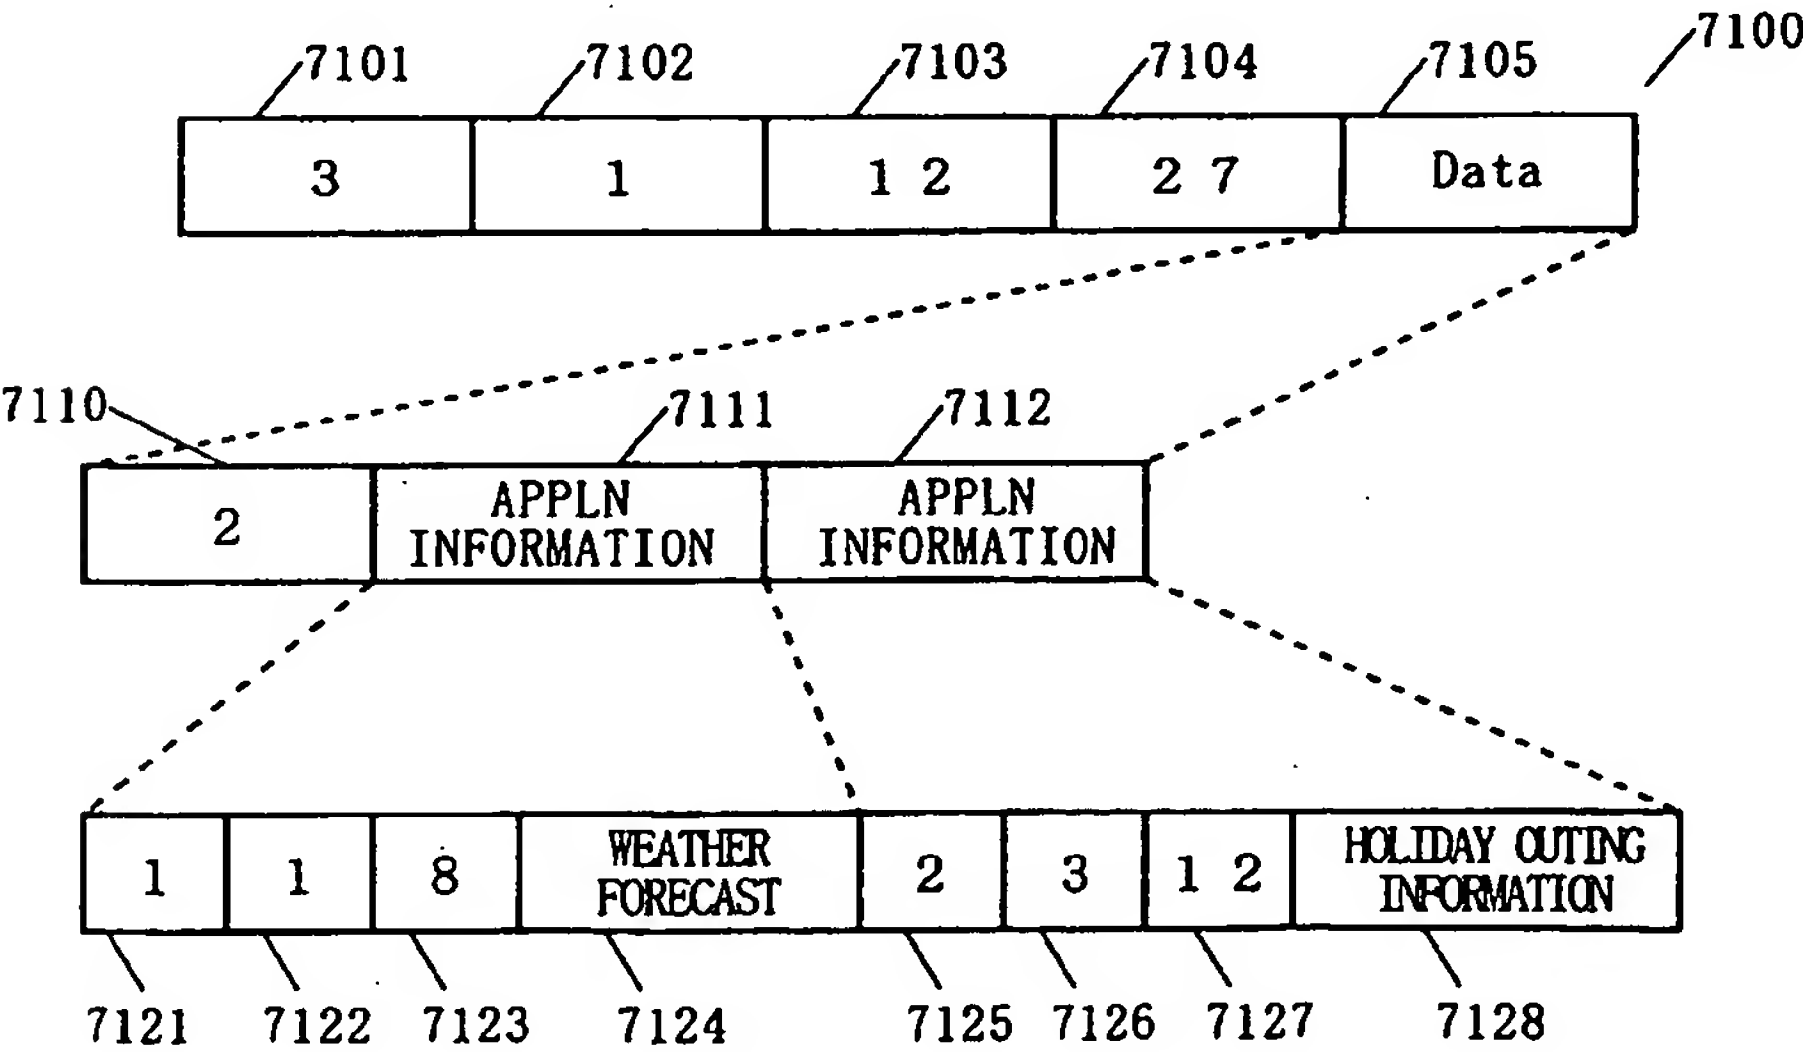 7100
7101 7102 7103 7104 7105
3 1 1 2 2 7 Data
7110 7111 7112
2 APPLN INFORMATION APPLN INFORMATION
1 1 8 WEATHER FORECAST 2 3 1 2 HOLIDAY OUTING INFORMATION
7121 7122 7123 7124 7125 7126 7127 7128